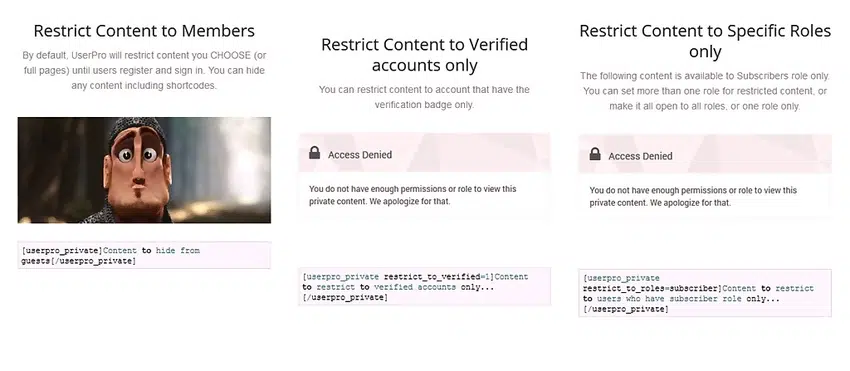 Restrict Content to Members
By default, UserPro will restrict content you CHOOSE (or
full pages) until users register and sign in. You can hide
any content including shortcodes.
[userpro_private]Content to hide from
guests[/userpro_private]
Restrict Content to Verified
accounts only
You can restrict content to account that have the
verification badge only.
Access Denied
You do not have enough permissions or role to view this
private content. We apologize for that.
[userpro_private restrict_to_verified=1]Content
to restrict to verified accounts only...
[/userpro_private]
Restrict Content to Specific Roles
only
The following content is available to Subscribers role only.
You can set more than one role for restricted content, or
make it all open to all roles, or one role only.
Access Denied
You do not have enough permissions or role to view this
private content. We apologize for that.
[userpro_private
restrict_to_roles=subscriber]Content to restrict
to users who have subscriber role only...
[/userpro_private]